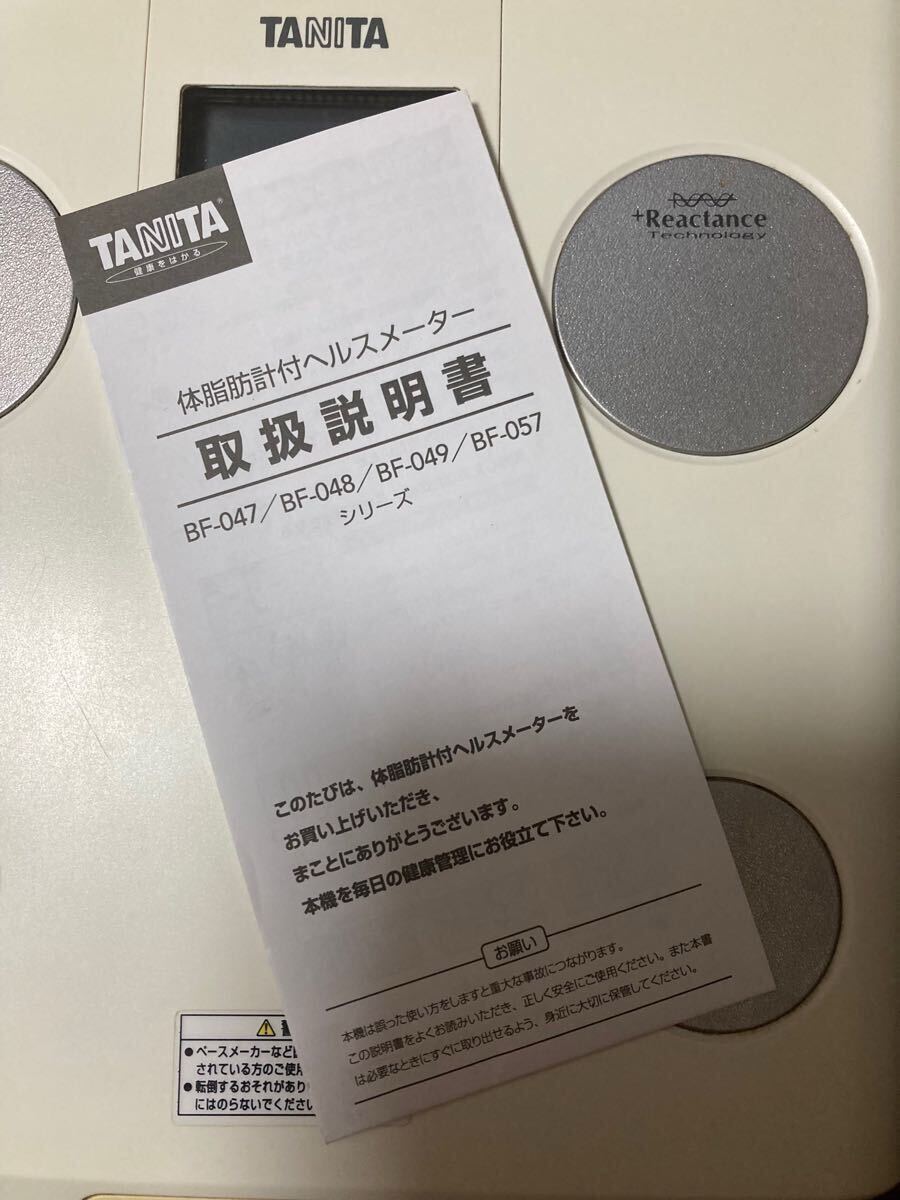 TANITA
+Reactance
Technology
TANITA®
健康をはかる
体脂肪計付ヘルスメーター
取扱説明書
BF-047／BF-048／BF-049／BF-057
シリーズ
このたびは、体脂肪計付ヘルスメーターを
お買い上げいただき、
まことにありがとうございます。
本機を毎日の健康管理にお役立て下さい。
お願い
本機は誤った使い方をしますと重大な事故につながります。
この説明書をよくお読みいただき、正しく安全にご使用ください。また本書
は必要なときにすぐに取り出せるよう、身近に大切に保管してください。
●ペースメーカーなど
されている方のご使用
●転倒するおそれがあり
にはのらないでください